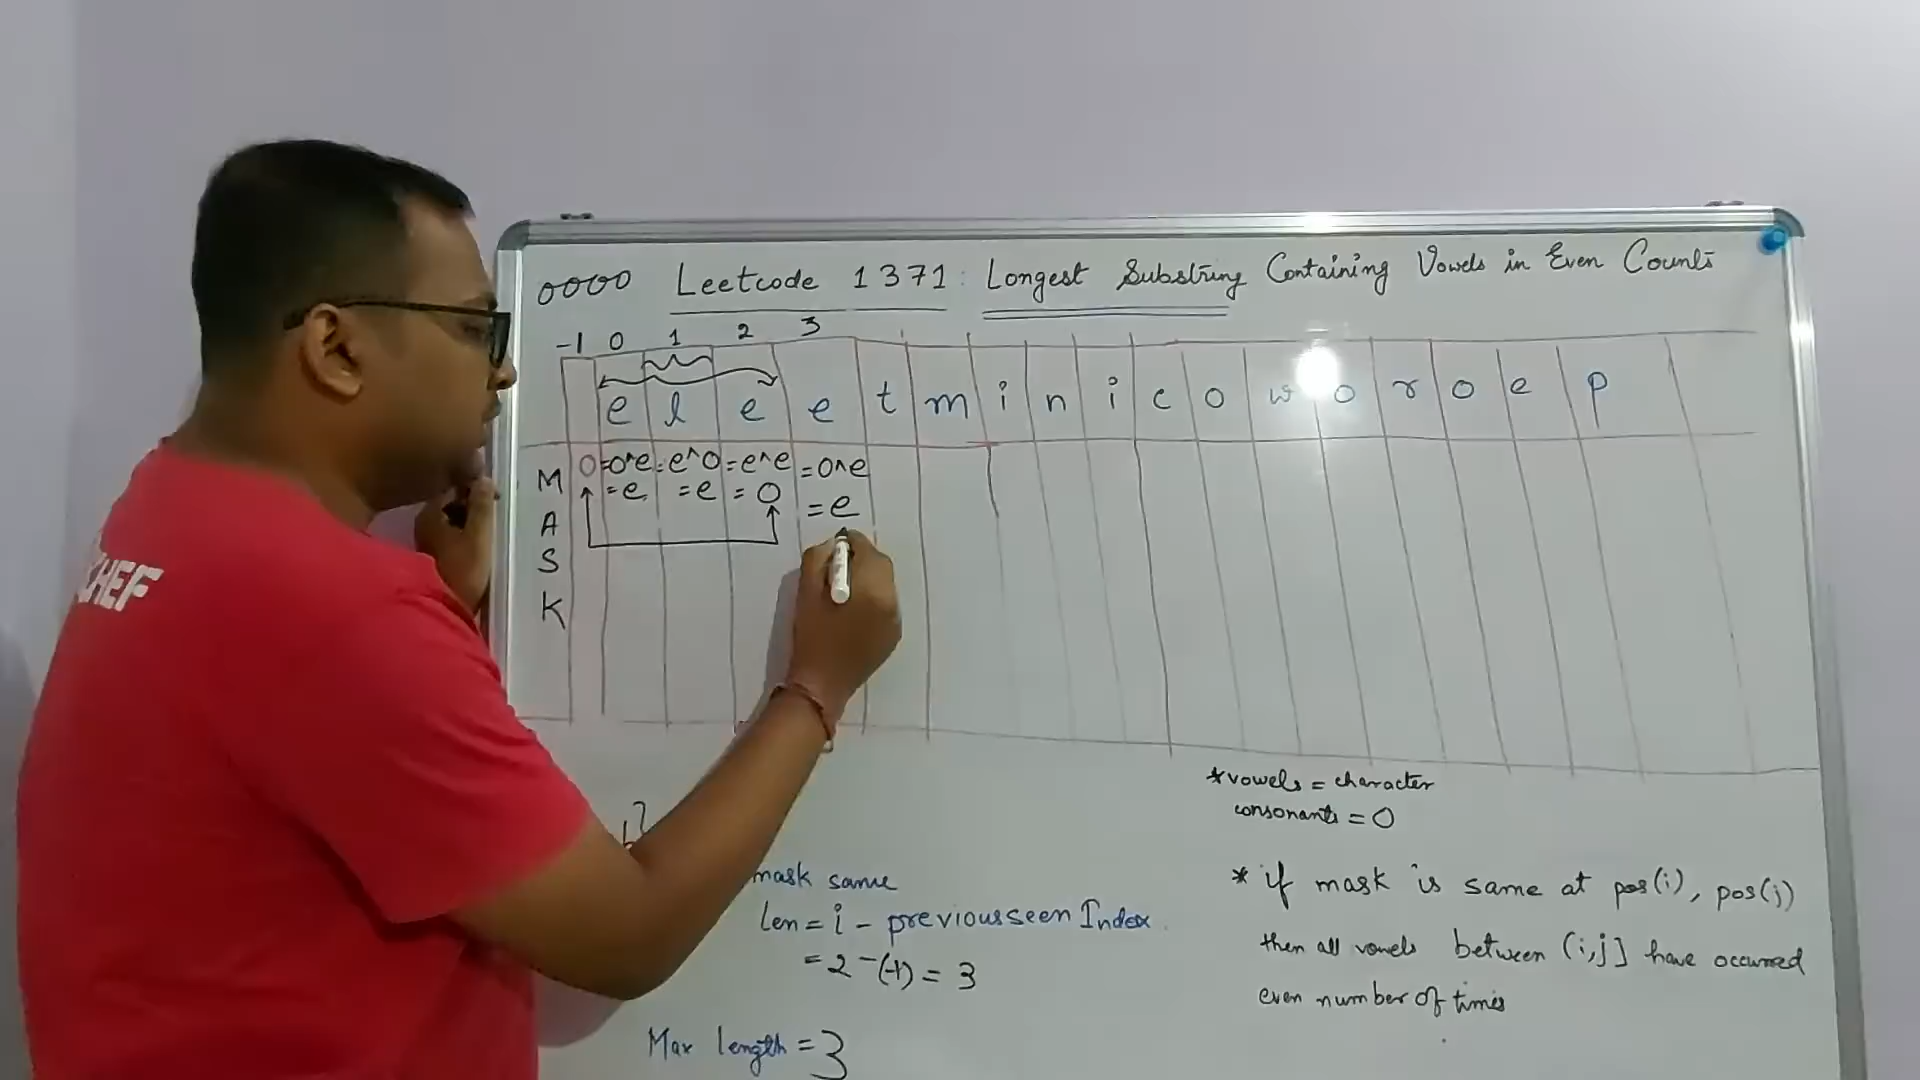 0000 Leetcode 1371: Longest Substring Containing Vowels in Even Counts
-1 0 1 2 3
e l e e t m i n i c o w o r o e p
MASK
0 =0^e =e^0 =e^e =0^e
=e =e =0 =e
CHEF
*vowels = character
consonants = 0
mask same
len = i - previousseen Index
= 2 -(-1) = 3
Max length = 3
* if mask is same at pos(i), pos(j)
then all vowels between (i,j] have occurred
even number of times